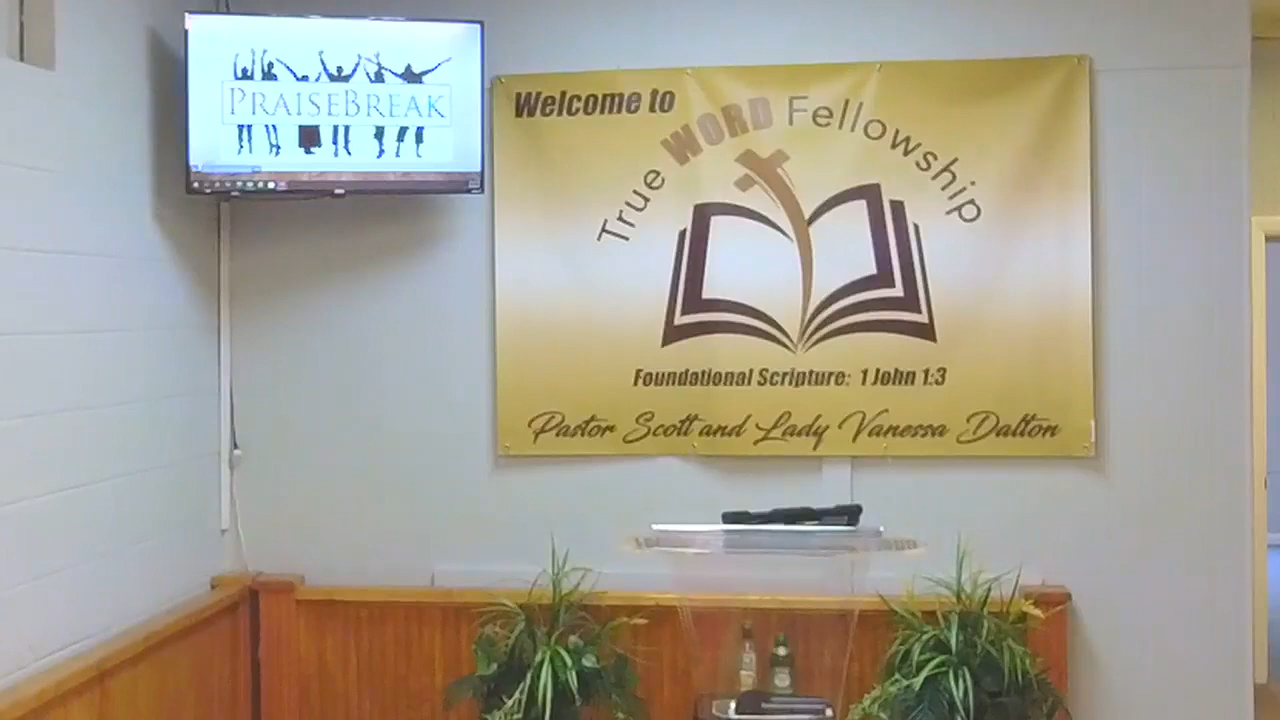 PRAISEBREAK
Welcome to
True WORD Fellowship
Foundational Scripture: 1 John 1:3
Pastor Scott and Lady Vanessa Dalton